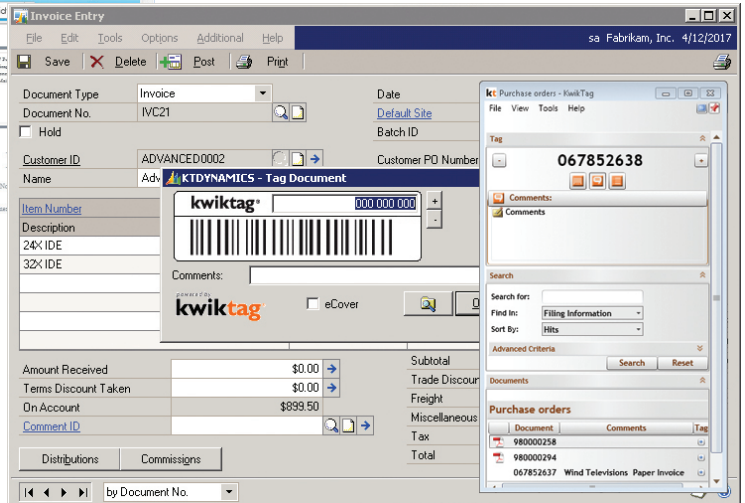 Invoice Entry
File Edit Tools Options Additional Help
sa Fabrikam, Inc. 4/12/2017
Save Delete Post Print
Document Type Invoice Date
Document No. IVC21 Default Site
Hold Batch ID
Customer ID ADVANCED0002 Customer PO Number
Name Adv
Item Number
Description
24X IDE
32X IDE
Amount Received $0.00
Terms Discount Taken $0.00
On Account $899.50
Comment ID
Subtotal
Trade Discoun
Freight
Miscellaneous
Tax
Total
Distributions Commissions
by Document No.
KTDYNAMICS - Tag Document
kwiktag® 000 000 000
+
-
Comments:
powered by
kwiktag
eCover
O
kt Purchase orders - KwikTag
File View Tools Help
Tag
- 067852638 +
Comments:
Comments
Search
Search for:
Find In: Filing Information
Sort By: Hits
Advanced Criteria
Search Reset
Documents
Purchase orders
Document Comments Tag
980000258
980000294
067852637 Wind Televisions Paper Invoice